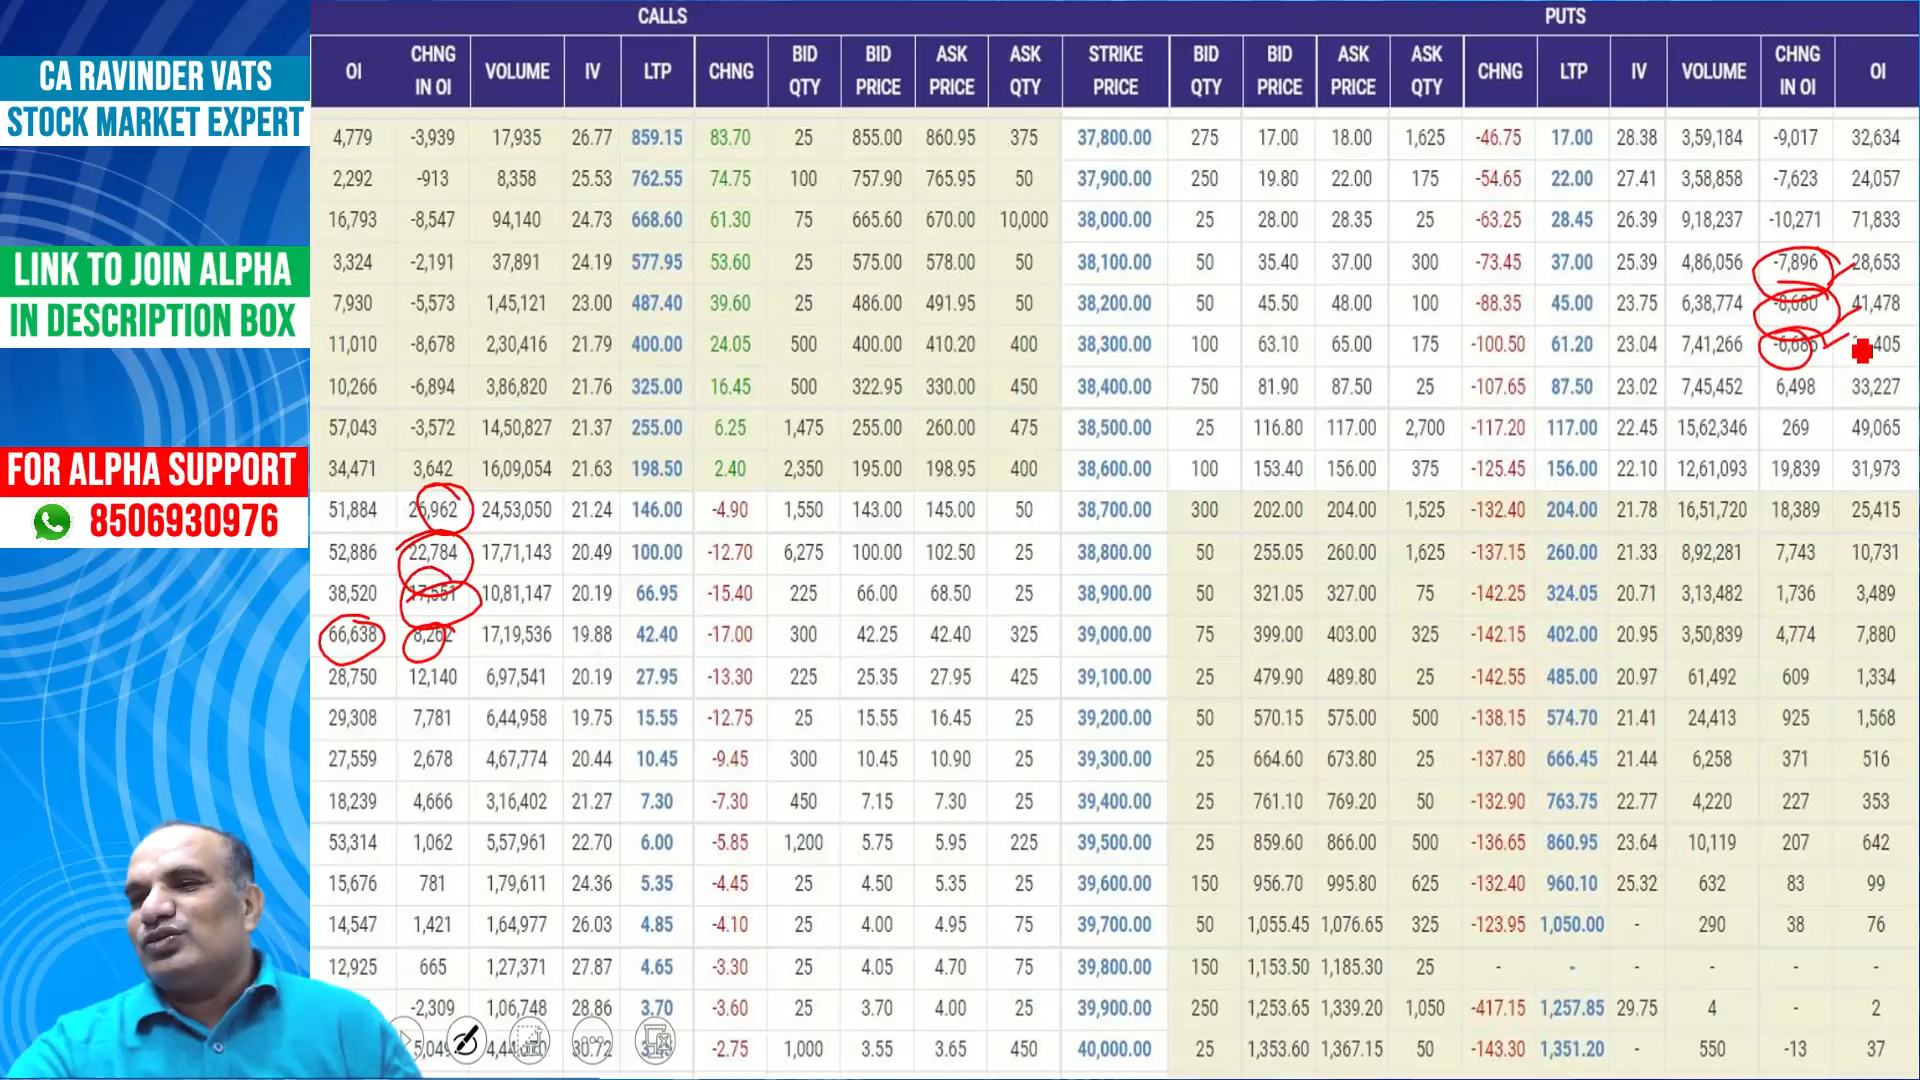 CA RAVINDER VATS
STOCK MARKET EXPERT
LINK TO JOIN ALPHA
IN DESCRIPTION BOX
FOR ALPHA SUPPORT
8506930976
CALLS PUTS
OI CHNG IN OI VOLUME IV LTP CHNG BID QTY BID PRICE ASK PRICE ASK QTY STRIKE PRICE BID QTY BID PRICE ASK PRICE ASK QTY CHNG LTP IV VOLUME CHNG IN OI OI
4,779 -3,939 17,935 26.77 859.15 83.70 25 855.00 860.95 375 37,800.00 275 17.00 18.00 1,625 -46.75 17.00 28.38 3,59,184 -9,017 32,634
2,292 -913 8,358 25.53 762.55 74.75 100 757.90 765.95 50 37,900.00 250 19.80 22.00 175 -54.65 22.00 27.41 3,58,858 -7,623 24,057
16,793 -8,547 94,140 24.73 668.60 61.30 75 665.60 670.00 10,000 38,000.00 25 28.00 28.35 25 -63.25 28.45 26.39 9,18,237 -10,271 71,833
3,324 -2,191 37,891 24.19 577.95 53.60 25 575.00 578.00 50 38,100.00 50 35.40 37.00 300 -73.45 37.00 25.39 4,86,056 -7,896 28,653
7,930 -5,573 1,45,121 23.00 487.40 39.60 25 486.00 491.95 50 38,200.00 50 45.50 48.00 100 -88.35 45.00 23.75 6,38,774 -8,680 41,478
11,010 -8,678 2,30,416 21.79 400.00 24.05 500 400.00 410.20 400 38,300.00 100 63.10 65.00 175 -100.50 61.20 23.04 7,41,266
10,266 -6,894 3,86,820 21.76 325.00 16.45 500 322.95 330.00 450 38,400.00 750 81.90 87.50 25 -107.65 87.50 23.02 7,45,452 6,498 33,227
57,043 -3,572 14,50,827 21.37 255.00 6.25 1,475 255.00 260.00 475 38,500.00 25 116.80 117.00 2,700 -117.20 117.00 22.45 15,62,346 269 49,065
34,471 3,642 16,09,054 21.63 198.50 2.40 2,350 195.00 198.95 400 38,600.00 100 153.40 156.00 375 -125.45 156.00 22.10 12,61,093 19,839 31,973
51,884 26,962 24,53,050 21.24 146.00 -4.90 1,550 143.00 145.00 50 38,700.00 300 202.00 204.00 1,525 -132.40 204.00 21.78 16,51,720 18,389 25,415
52,886 22,784 17,71,143 20.49 100.00 -12.70 6,275 100.00 102.50 25 38,800.00 50 255.05 260.00 1,625 -137.15 260.00 21.33 8,92,281 7,743 10,731
38,520 17,551 10,81,147 20.19 66.95 -15.40 225 66.00 68.50 25 38,900.00 50 321.05 327.00 75 -142.25 324.05 20.71 3,13,482 1,736 3,489
66,638 8,262 17,19,536 19.88 42.40 -17.00 300 42.25 42.40 325 39,000.00 75 399.00 403.00 325 -142.15 402.00 20.95 3,50,839 4,774 7,880
28,750 12,140 6,97,541 20.19 27.95 -13.30 225 25.35 27.95 425 39,100.00 25 479.90 489.80 25 -142.55 485.00 20.97 61,492 609 1,334
29,308 7,781 6,44,958 19.75 15.55 -12.75 25 15.55 16.45 25 39,200.00 50 570.15 575.00 500 -138.15 574.70 21.41 24,413 925 1,568
27,559 2,678 4,67,774 20.44 10.45 -9.45 300 10.45 10.90 25 39,300.00 25 664.60 673.80 25 -137.80 666.45 21.44 6,258 371 516
18,239 4,666 3,16,402 21.27 7.30 -7.30 450 7.15 7.30 25 39,400.00 25 761.10 769.20 50 -132.90 763.75 22.77 4,220 227 353
53,314 1,062 5,57,961 22.70 6.00 -5.85 1,200 5.75 5.95 225 39,500.00 25 859.60 866.00 500 -136.65 860.95 23.64 10,119 207 642
15,676 781 1,79,611 24.36 5.35 -4.45 25 4.50 5.35 25 39,600.00 150 956.70 995.80 625 -132.40 960.10 25.32 632 83 99
14,547 1,421 1,64,977 26.03 4.85 -4.10 25 4.00 4.95 75 39,700.00 50 1,055.45 1,076.65 325 -123.95 1,050.00 - 290 38 76
12,925 665 1,27,371 27.87 4.65 -3.30 25 4.05 4.70 75 39,800.00 150 1,153.50 1,185.30 25 - - - - - -
-2,309 1,06,748 28.86 3.70 -3.60 25 3.70 4.00 25 39,900.00 250 1,253.65 1,339.20 1,050 -417.15 1,257.85 29.75 4 - 2
30.72 -2.75 1,000 3.55 3.65 450 40,000.00 25 1,353.60 1,367.15 50 -143.30 1,351.20 - 550 -13 37